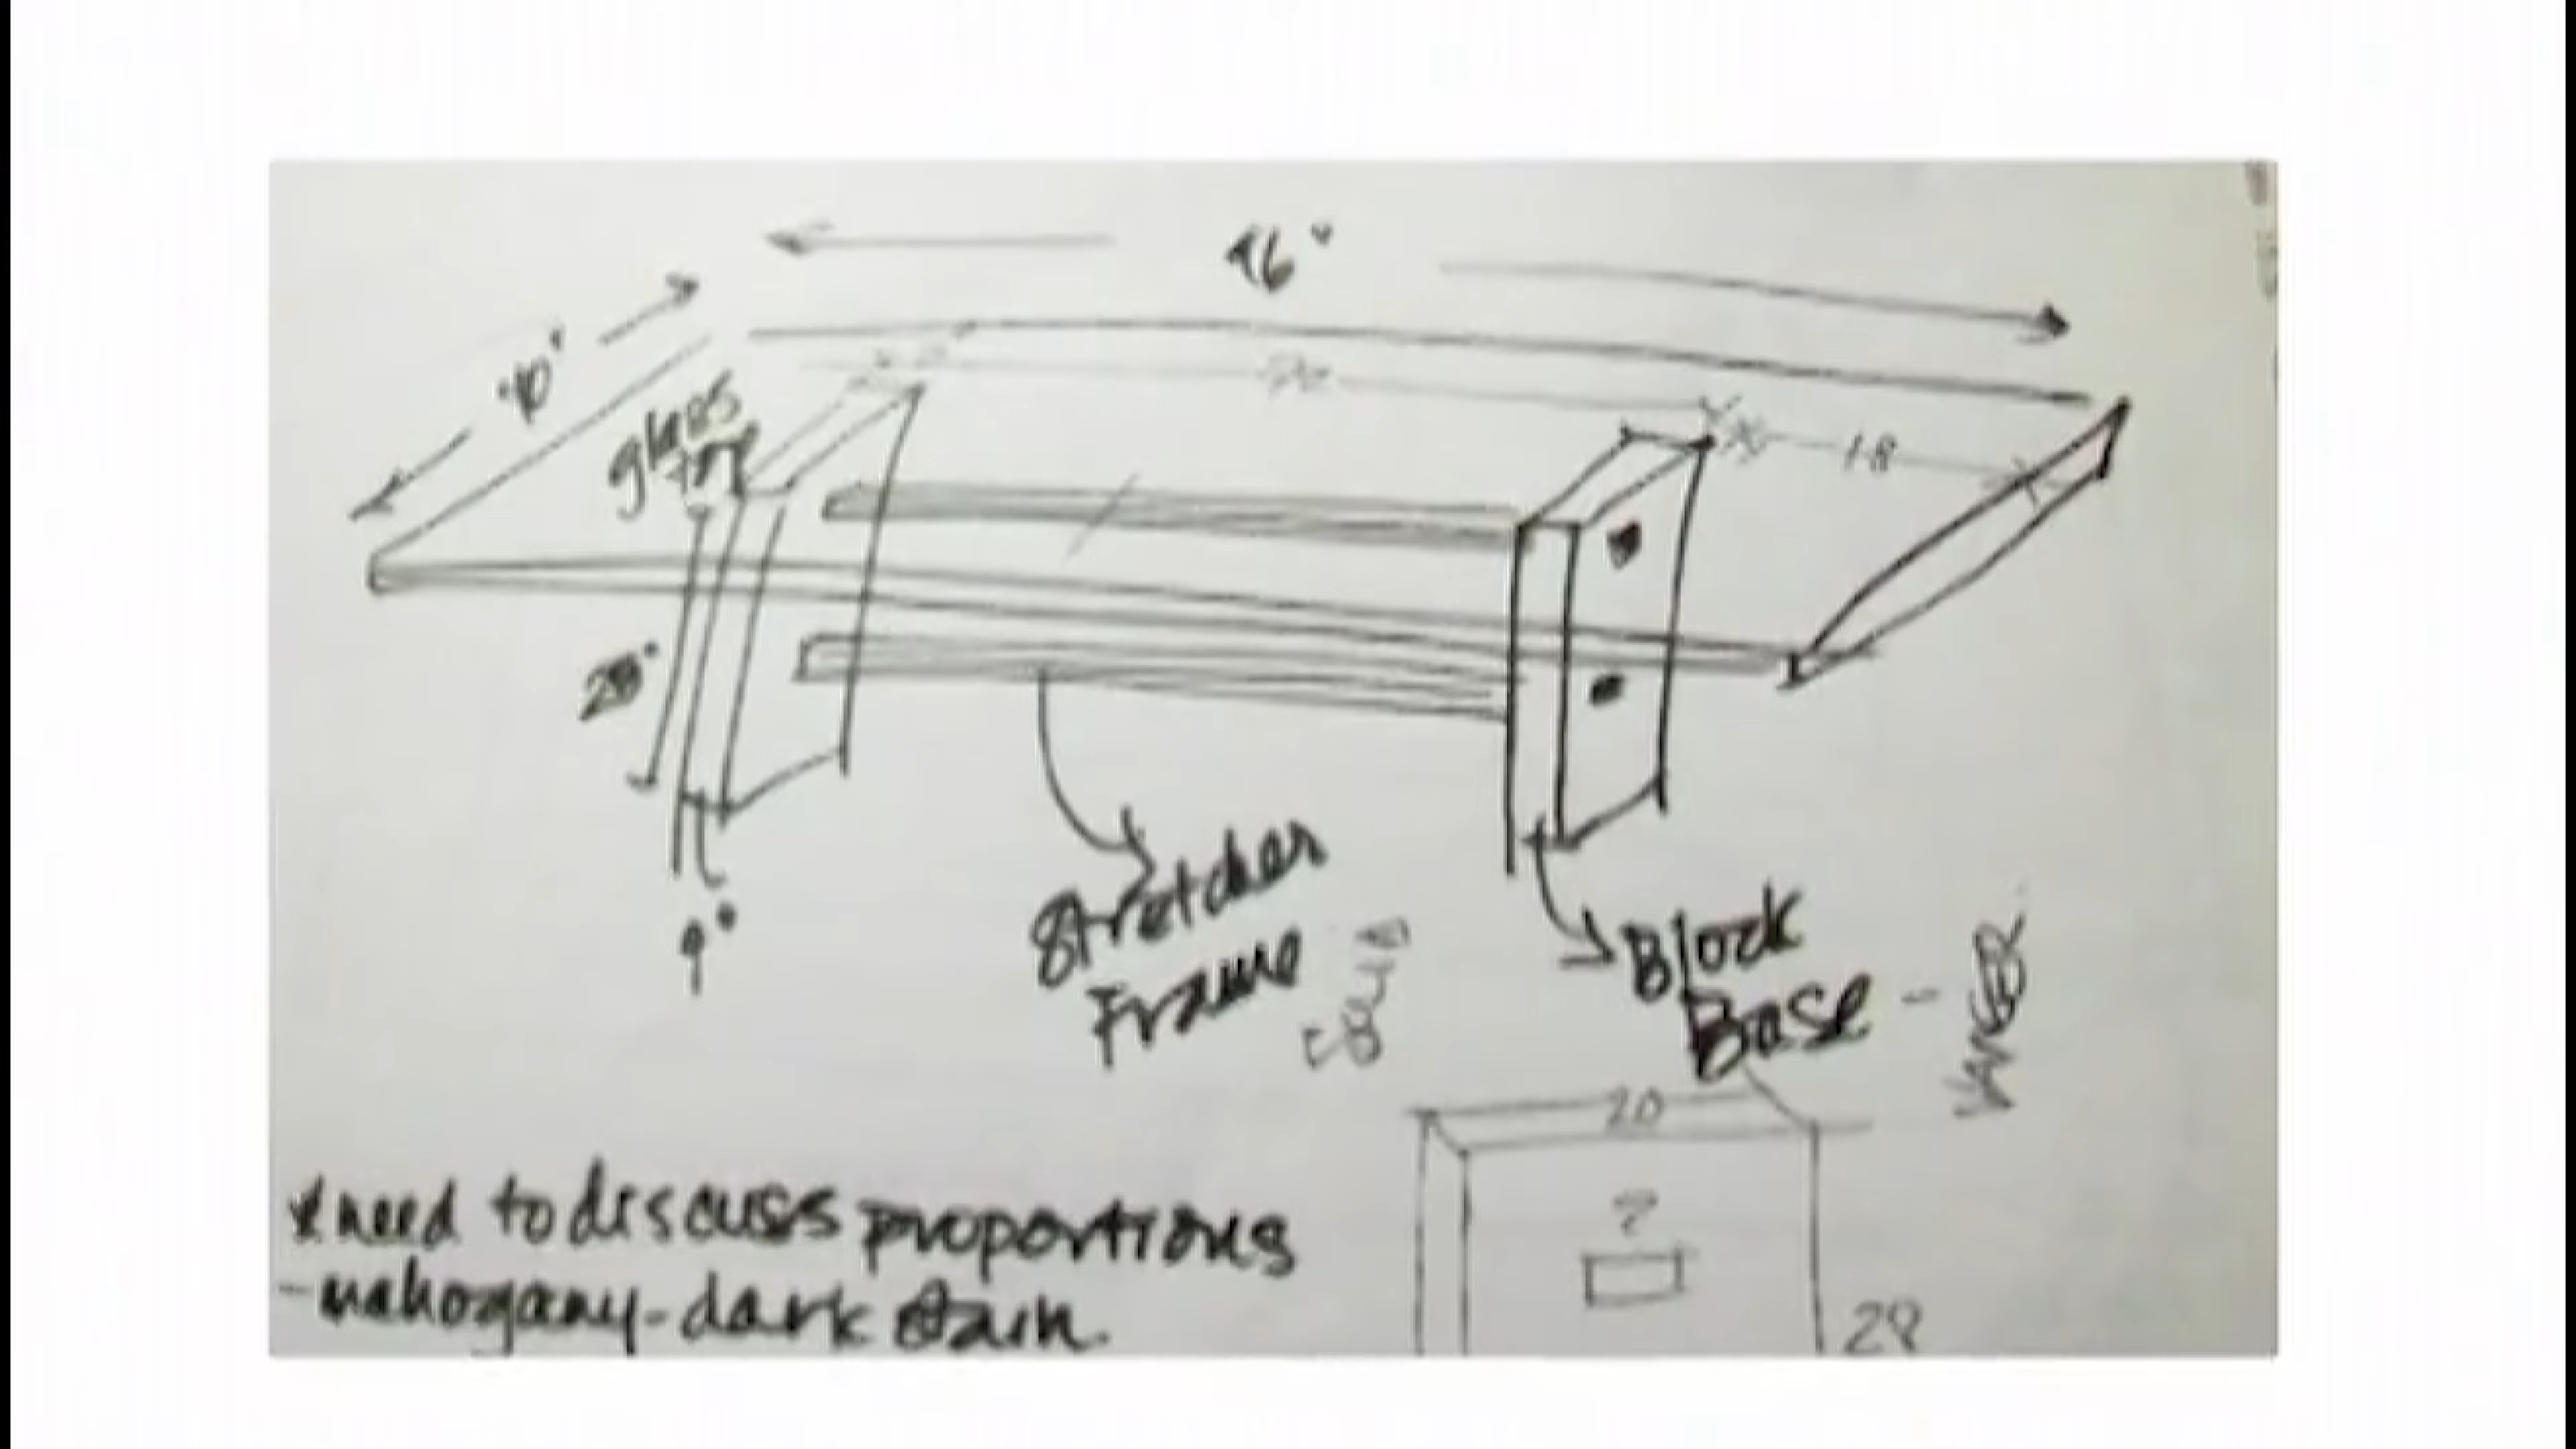 96"
40"
glass
top
18
28"
9"
Stretcher
Frame
Block
Base -
20
28
* need to discuss proportions
- mahogany - dark stain.